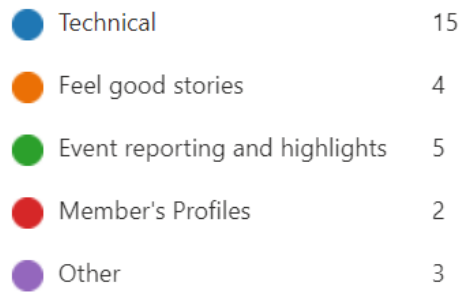 Technical 15
Feel good stories 4
Event reporting and highlights 5
Member's Profiles 2
Other 3